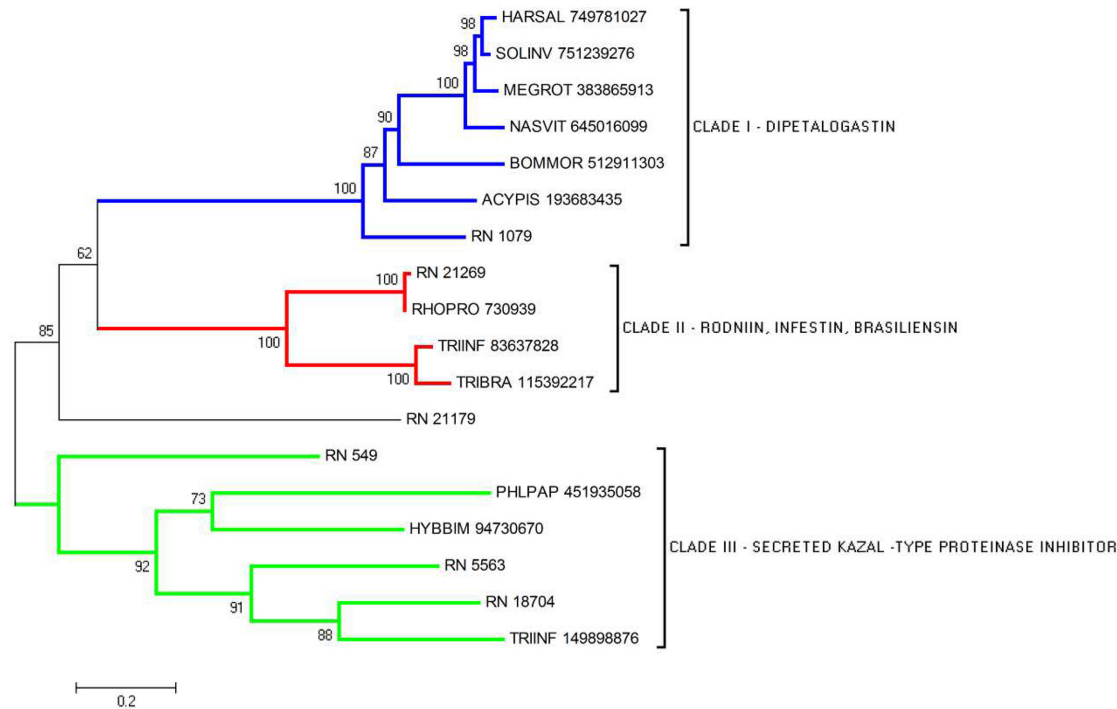 HARSAL 749781027
98
SOLINV 751239276
98
MEGROT 383865913
100
NASVIT 645016099
CLADE I - DIPETALOGASTIN
90
BOMMOR 512911303
87
ACYPIS 193683435
100
RN 1079
62
RN 21269
100
RHOPRO 730939
CLADE II - RODNIIN, INFESTIN, BRASILIENSIN
85
100
TRIINF 83637828
100
TRIBRA 115392217
RN 21179
RN 549
PHLPAP 451935058
73
HYBBIM 94730670
CLADE III - SECRETED KAZAL -TYPE PROTEINASE INHIBITOR
92
RN 5563
91
RN 18704
88
TRIINF 149898876
0.2